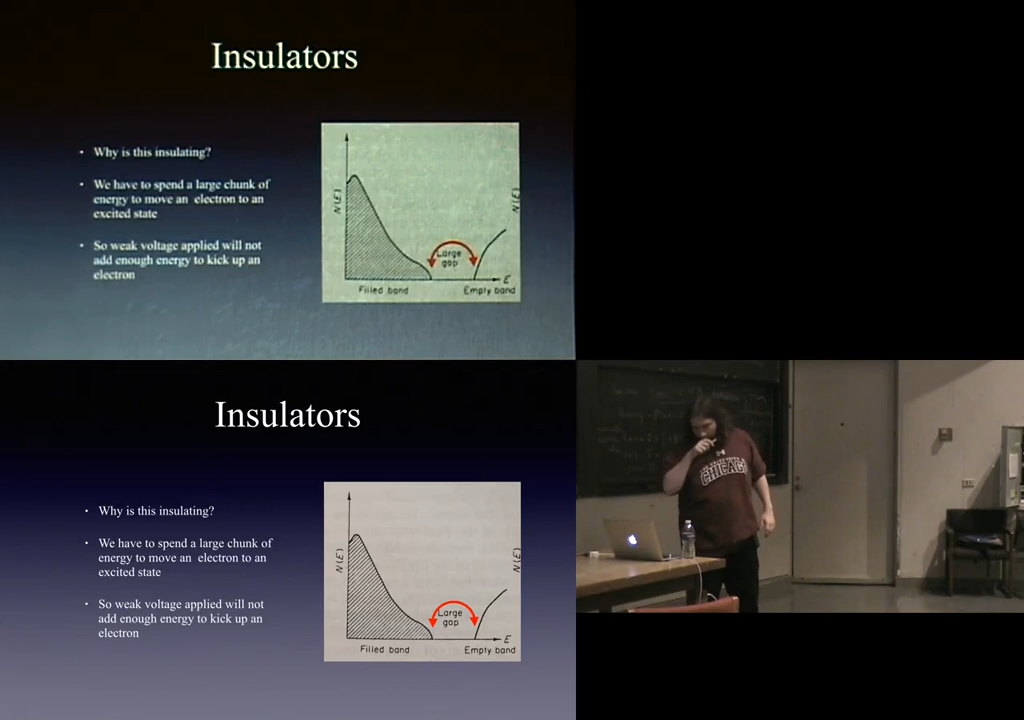 Insulators
• Why is this insulating?
• We have to spend a large chunk of
energy to move an electron to an
excited state
• So weak voltage applied will not
add enough energy to kick up an
electron
N(E)
N(E)
Large
gap
E
Filled band
Empty band
Insulators
• Why is this insulating?
• We have to spend a large chunk of
energy to move an electron to an
excited state
• So weak voltage applied will not
add enough energy to kick up an
electron
N(E)
N(E)
Large
gap
E
Filled band
Empty band
CHICAGO